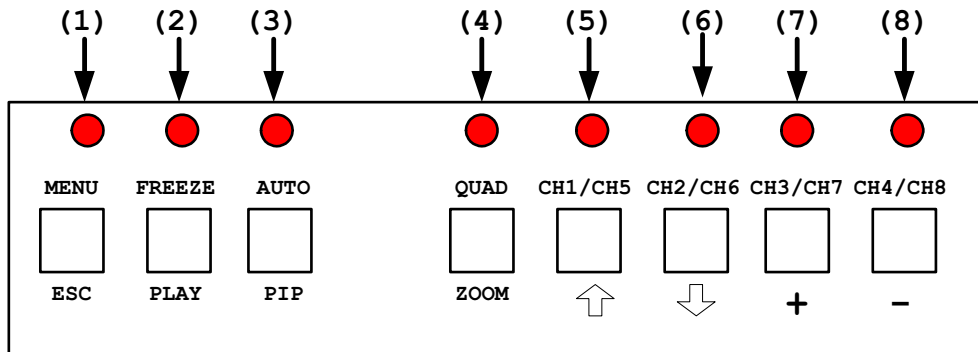 (1) (2) (3) (4) (5) (6) (7) (8)
MENU FREEZE AUTO QUAD CH1/CH5 CH2/CH6 CH3/CH7 CH4/CH8
ESC PLAY PIP ZOOM + -